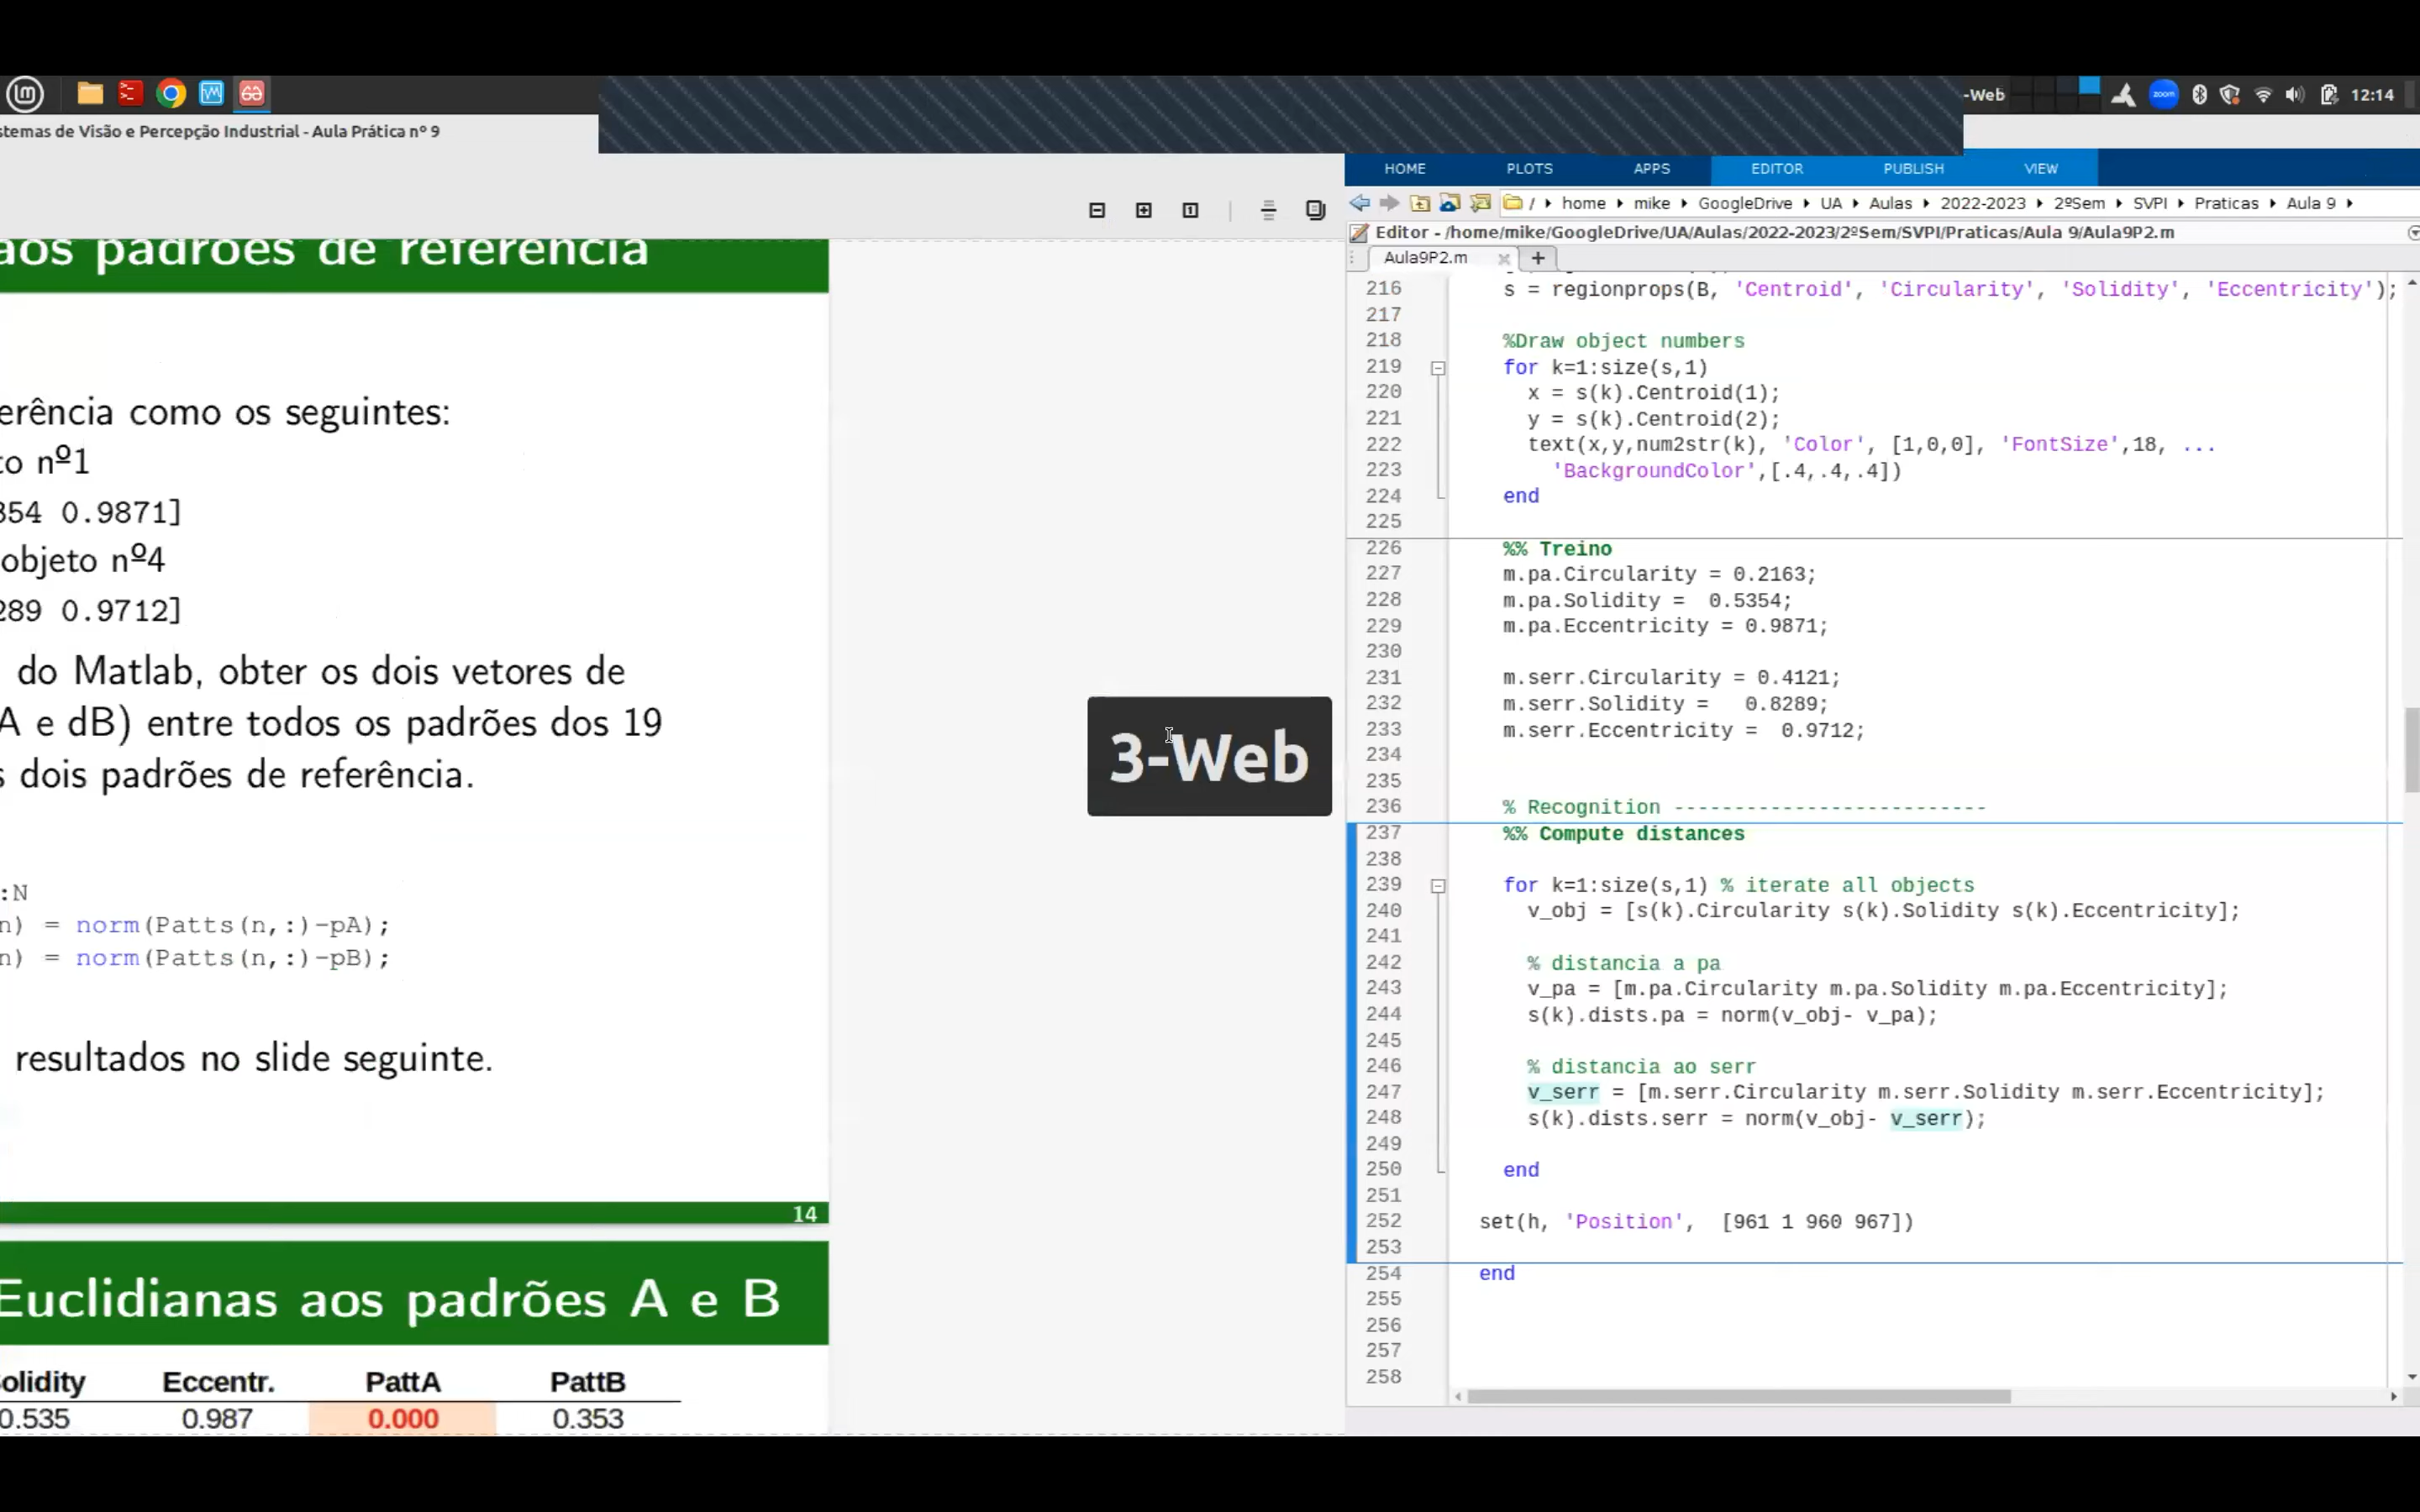 -Web
zoom
12:14
stemas de Visão e Percepção Industrial - Aula Prática nº 9
aos padrões de referência
erência como os seguintes:
to nº1
354 0.9871]
objeto nº4
289 0.9712]
do Matlab, obter os dois vetores de
A e dB) entre todos os padrões dos 19
s dois padrões de referência.
:N
n) = norm(Patts(n,:)-pA);
n) = norm(Patts(n,:)-pB);
resultados no slide seguinte.
14
Euclidianas aos padrões A e B
olidity Eccentr. PattA PattB
0.535 0.987 0.000 0.353
3-Web
HOME PLOTS APPS EDITOR PUBLISH VIEW
/ home mike GoogleDrive UA Aulas 2022-2023 2ºSem SVPI Praticas Aula 9
Editor - /home/mike/GoogleDrive/UA/Aulas/2022-2023/2ºSem/SVPI/Praticas/Aula 9/Aula9P2.m
Aula9P2.m
216 s = regionprops(B, 'Centroid', 'Circularity', 'Solidity', 'Eccentricity');
217
218 %Draw object numbers
219 for k=1:size(s,1)
220 x = s(k).Centroid(1);
221 y = s(k).Centroid(2);
222 text(x,y,num2str(k), 'Color', [1,0,0], 'FontSize',18, ...
223 'BackgroundColor',[.4,.4,.4])
224 end
225
226 %% Treino
227 m.pa.Circularity = 0.2163;
228 m.pa.Solidity = 0.5354;
229 m.pa.Eccentricity = 0.9871;
230
231 m.serr.Circularity = 0.4121;
232 m.serr.Solidity = 0.8289;
233 m.serr.Eccentricity = 0.9712;
234
235
236 % Recognition --------------------------
237 %% Compute distances
238
239 for k=1:size(s,1) % iterate all objects
240 v_obj = [s(k).Circularity s(k).Solidity s(k).Eccentricity];
241
242 % distancia a pa
243 v_pa = [m.pa.Circularity m.pa.Solidity m.pa.Eccentricity];
244 s(k).dists.pa = norm(v_obj- v_pa);
245
246 % distancia ao serr
247 v_serr = [m.serr.Circularity m.serr.Solidity m.serr.Eccentricity];
248 s(k).dists.serr = norm(v_obj- v_serr);
249
250 end
251
252 set(h, 'Position', [961 1 960 967])
253
254 end
255
256
257
258